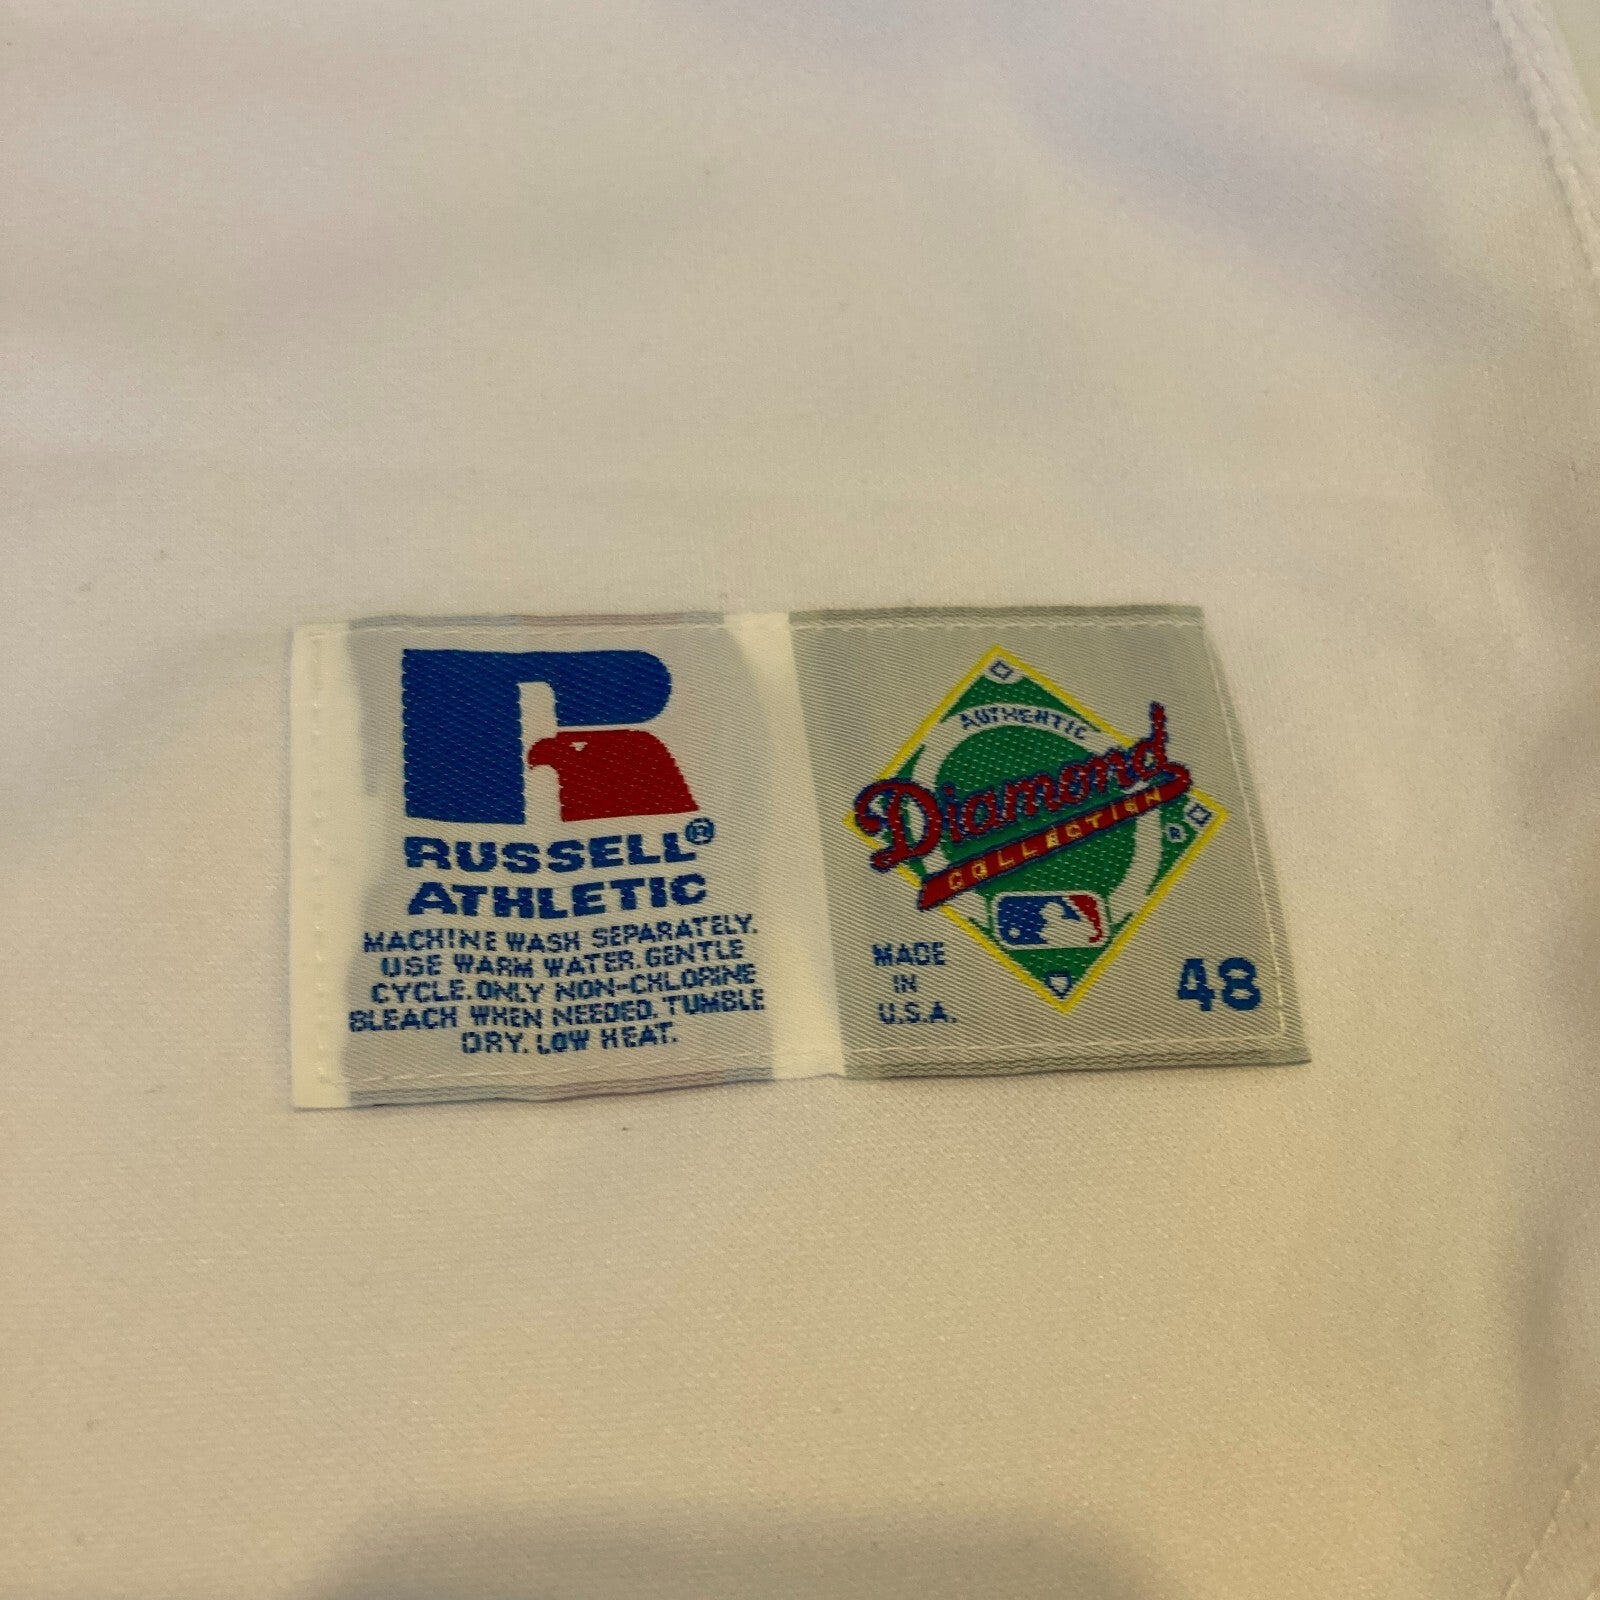 RUSSELL®
ATHLETIC
MACHINE WASH SEPARATELY.
USE WARM WATER. GENTLE
CYCLE. ONLY NON-CHLORINE
BLEACH WHEN NEEDED. TUMBLE
DRY. LOW HEAT.
AUTHENTIC
Diamond
COLLECTION
®
MADE
IN
U.S.A.
48